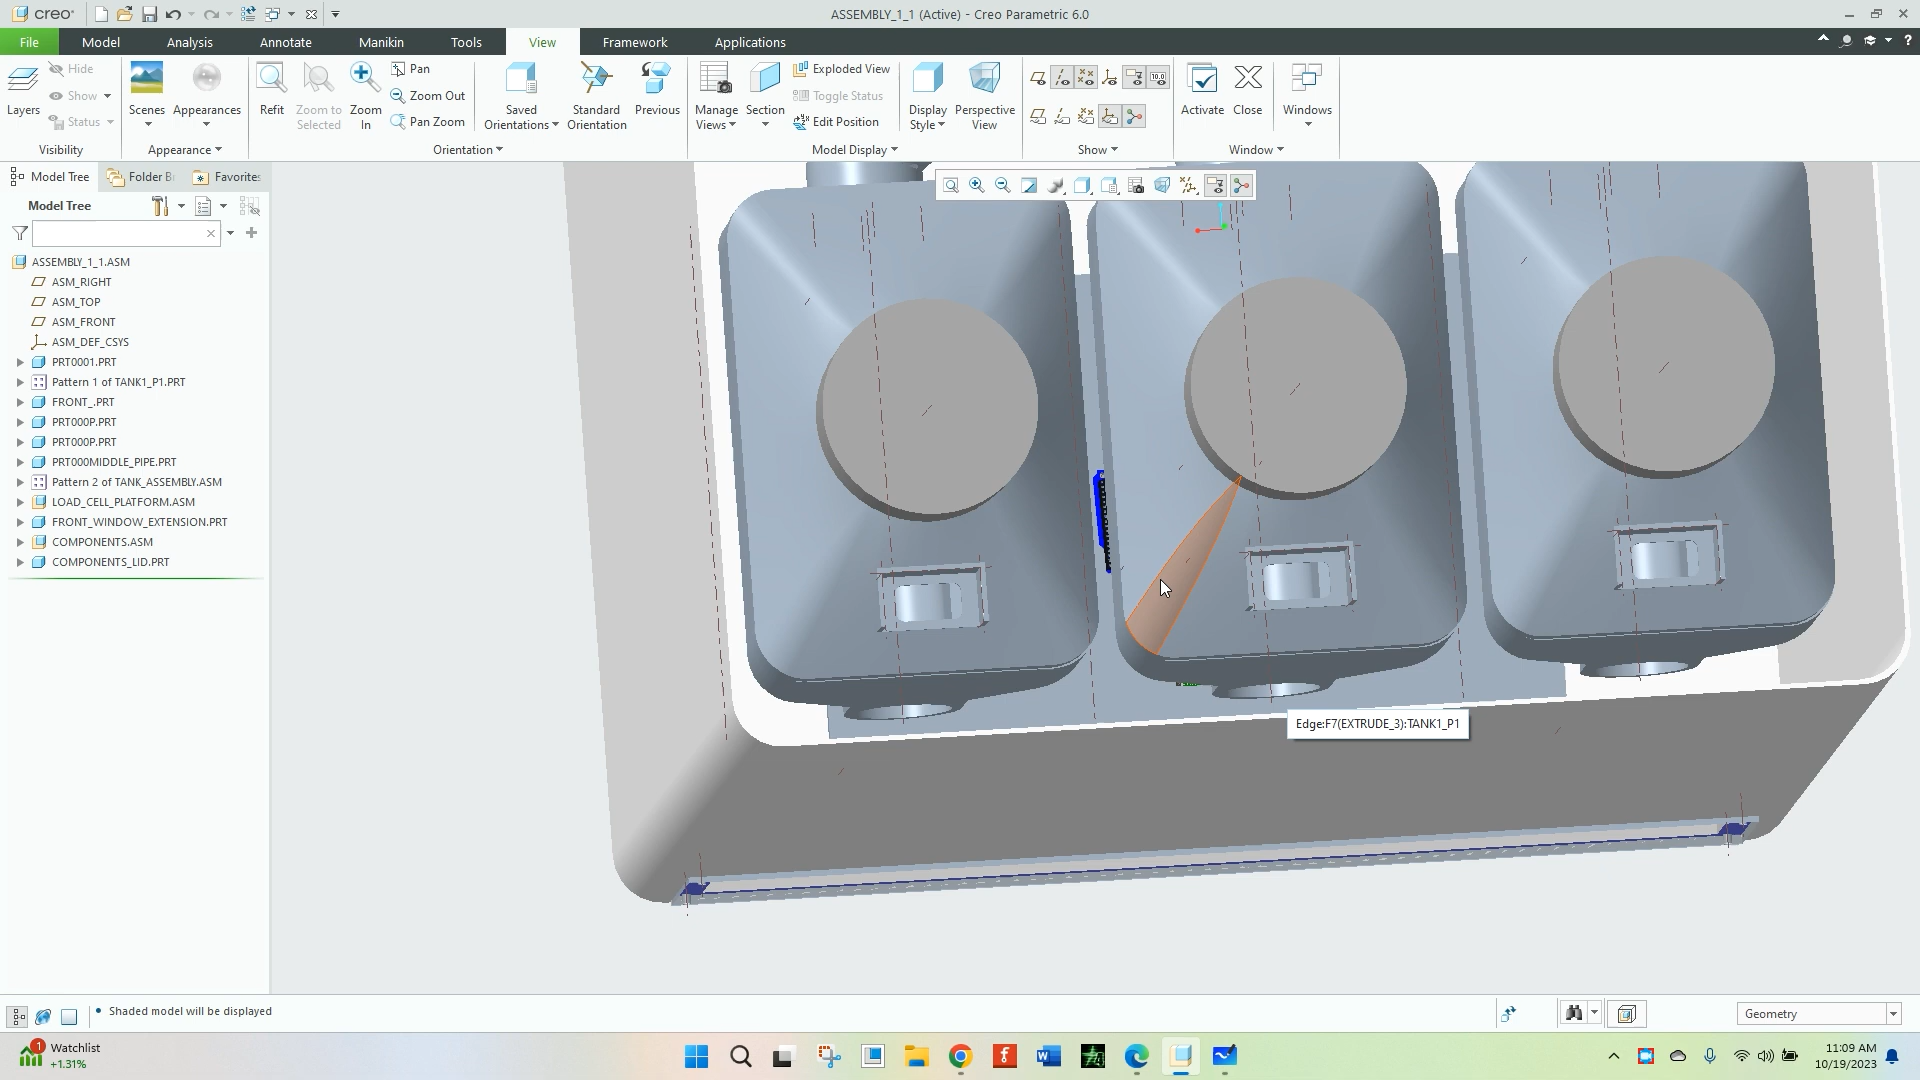 creo
ASSEMBLY_1_1 (Active) - Creo Parametric 6.0
File
Model
Analysis
Annotate
Manikin
Tools
View
Framework
Applications
Layers
Hide
Show
Status
Visibility
Scenes
Appearances
Appearance
Refit
Zoom to
Selected
Zoom
In
Pan
Zoom Out
Pan Zoom
Saved
Orientations
Standard
Orientation
Previous
Orientation
Manage
Views
Section
Exploded View
Toggle Status
Edit Position
Model Display
Display
Style
Perspective
View
10.0
Show
Activate
Close
Windows
Window
Model Tree
Folder B
Favorites
Model Tree
ASSEMBLY_1_1.ASM
ASM_RIGHT
ASM_TOP
ASM_FRONT
ASM_DEF_CSYS
PRT0001.PRT
Pattern 1 of TANK1_P1.PRT
FRONT_.PRT
PRT000P.PRT
PRT000P.PRT
PRT000MIDDLE_PIPE.PRT
Pattern 2 of TANK_ASSEMBLY.ASM
LOAD_CELL_PLATFORM.ASM
FRONT_WINDOW_EXTENSION.PRT
COMPONENTS.ASM
COMPONENTS_LID.PRT
Edge:F7(EXTRUDE_3):TANK1_P1
• Shaded model will be displayed
Geometry
1
Watchlist
+1.31%
11:09 AM
10/19/2023